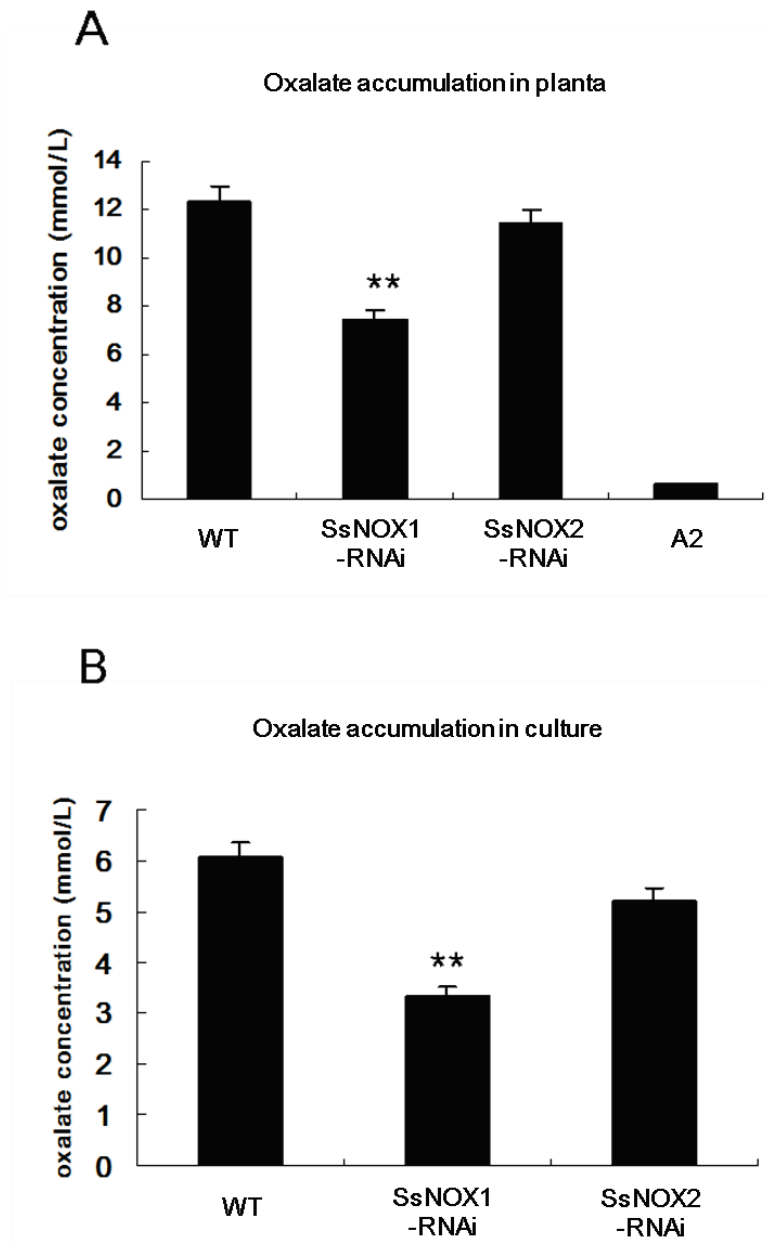 A
Oxalate accumulation in planta
oxalate concentration (mmol/L)
14
12
10
8
6
4
2
0
**
WT
SsNOX1
-RNAi
SsNOX2
-RNAi
A2
B
Oxalate accumulation in culture
oxalate concentration (mmol/L)
7
6
5
4
3
2
1
0
**
WT
SsNOX1
-RNAi
SsNOX2
-RNAi